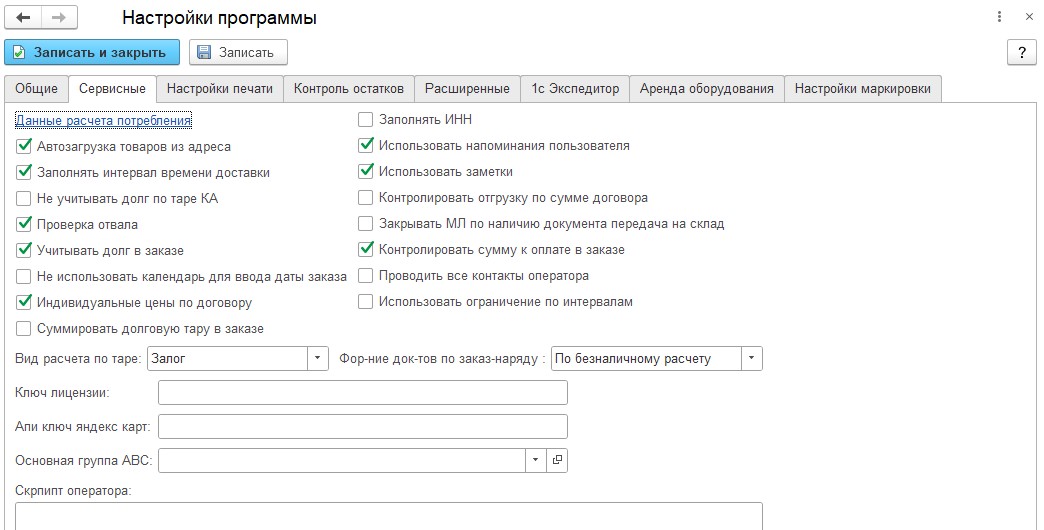 Настройки программы
Записать и закрыть
Записать
?
Общие
Сервисные
Настройки печати
Контроль остатков
Расширенные
1с Экспедитор
Аренда оборудования
Настройки маркировки
Данные расчета потребления
Заполнять ИНН
Автозагрузка товаров из адреса
Использовать напоминания пользователя
Заполнять интервал времени доставки
Использовать заметки
Не учитывать долг по таре КА
Контролировать отгрузку по сумме договора
Проверка отвала
Закрывать МЛ по наличию документа передача на склад
Учитывать долг в заказе
Контролировать сумму к оплате в заказе
Не использовать календарь для ввода даты заказа
Проводить все контакты оператора
Индивидуальные цены по договору
Использовать ограничение по интервалам
Суммировать долговую тару в заказе
Вид расчета по таре: Залог
Фор-ние док-тов по заказ-наряду : По безналичному расчету
Ключ лицензии:
Апи ключ яндекс карт:
Основная группа ABC:
Скрпипт оператора: